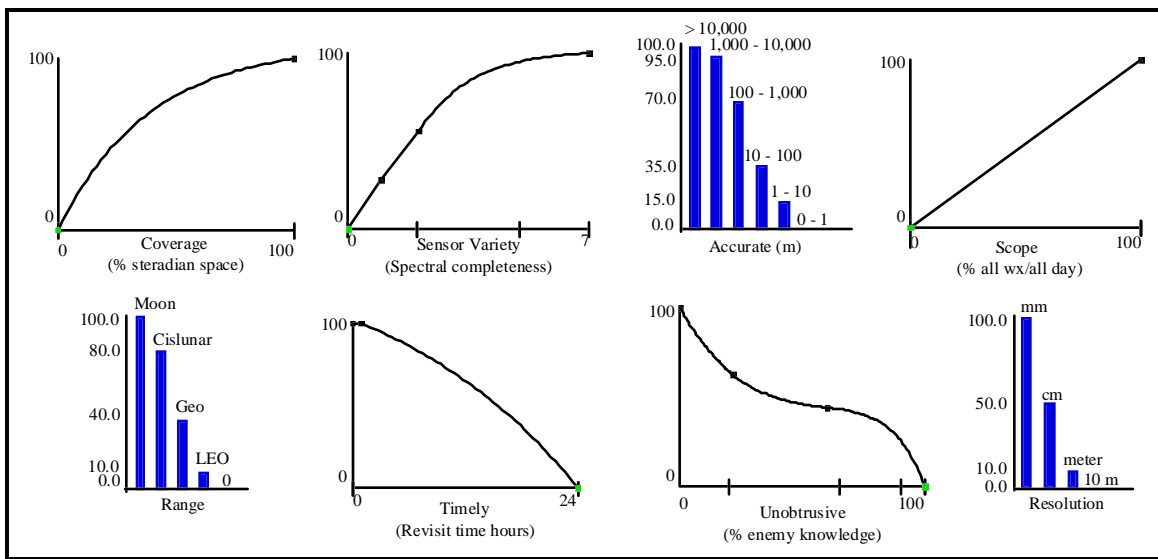 100
0
0
100
Coverage
(% steradian space)
100
0
0
7
Sensor Variety
(Spectral completeness)
> 10,000
1,000 - 10,000
100 - 1,000
10 - 100
1 - 10
0 - 1
100.0
95.0
70.0
35.0
15.0
0.0
Accurate (m)
100
0
0
100
Scope
(% all wx/all day)
Moon
Cislunar
Geo
LEO
0
100.0
80.0
40.0
10.0
0.0
Range
100
0
0
24
Timely
(Revisit time hours)
100
0
0
100
Unobtrusive
(% enemy knowledge)
mm
cm
meter
10 m
100.0
50.0
10.0
0.0
Resolution